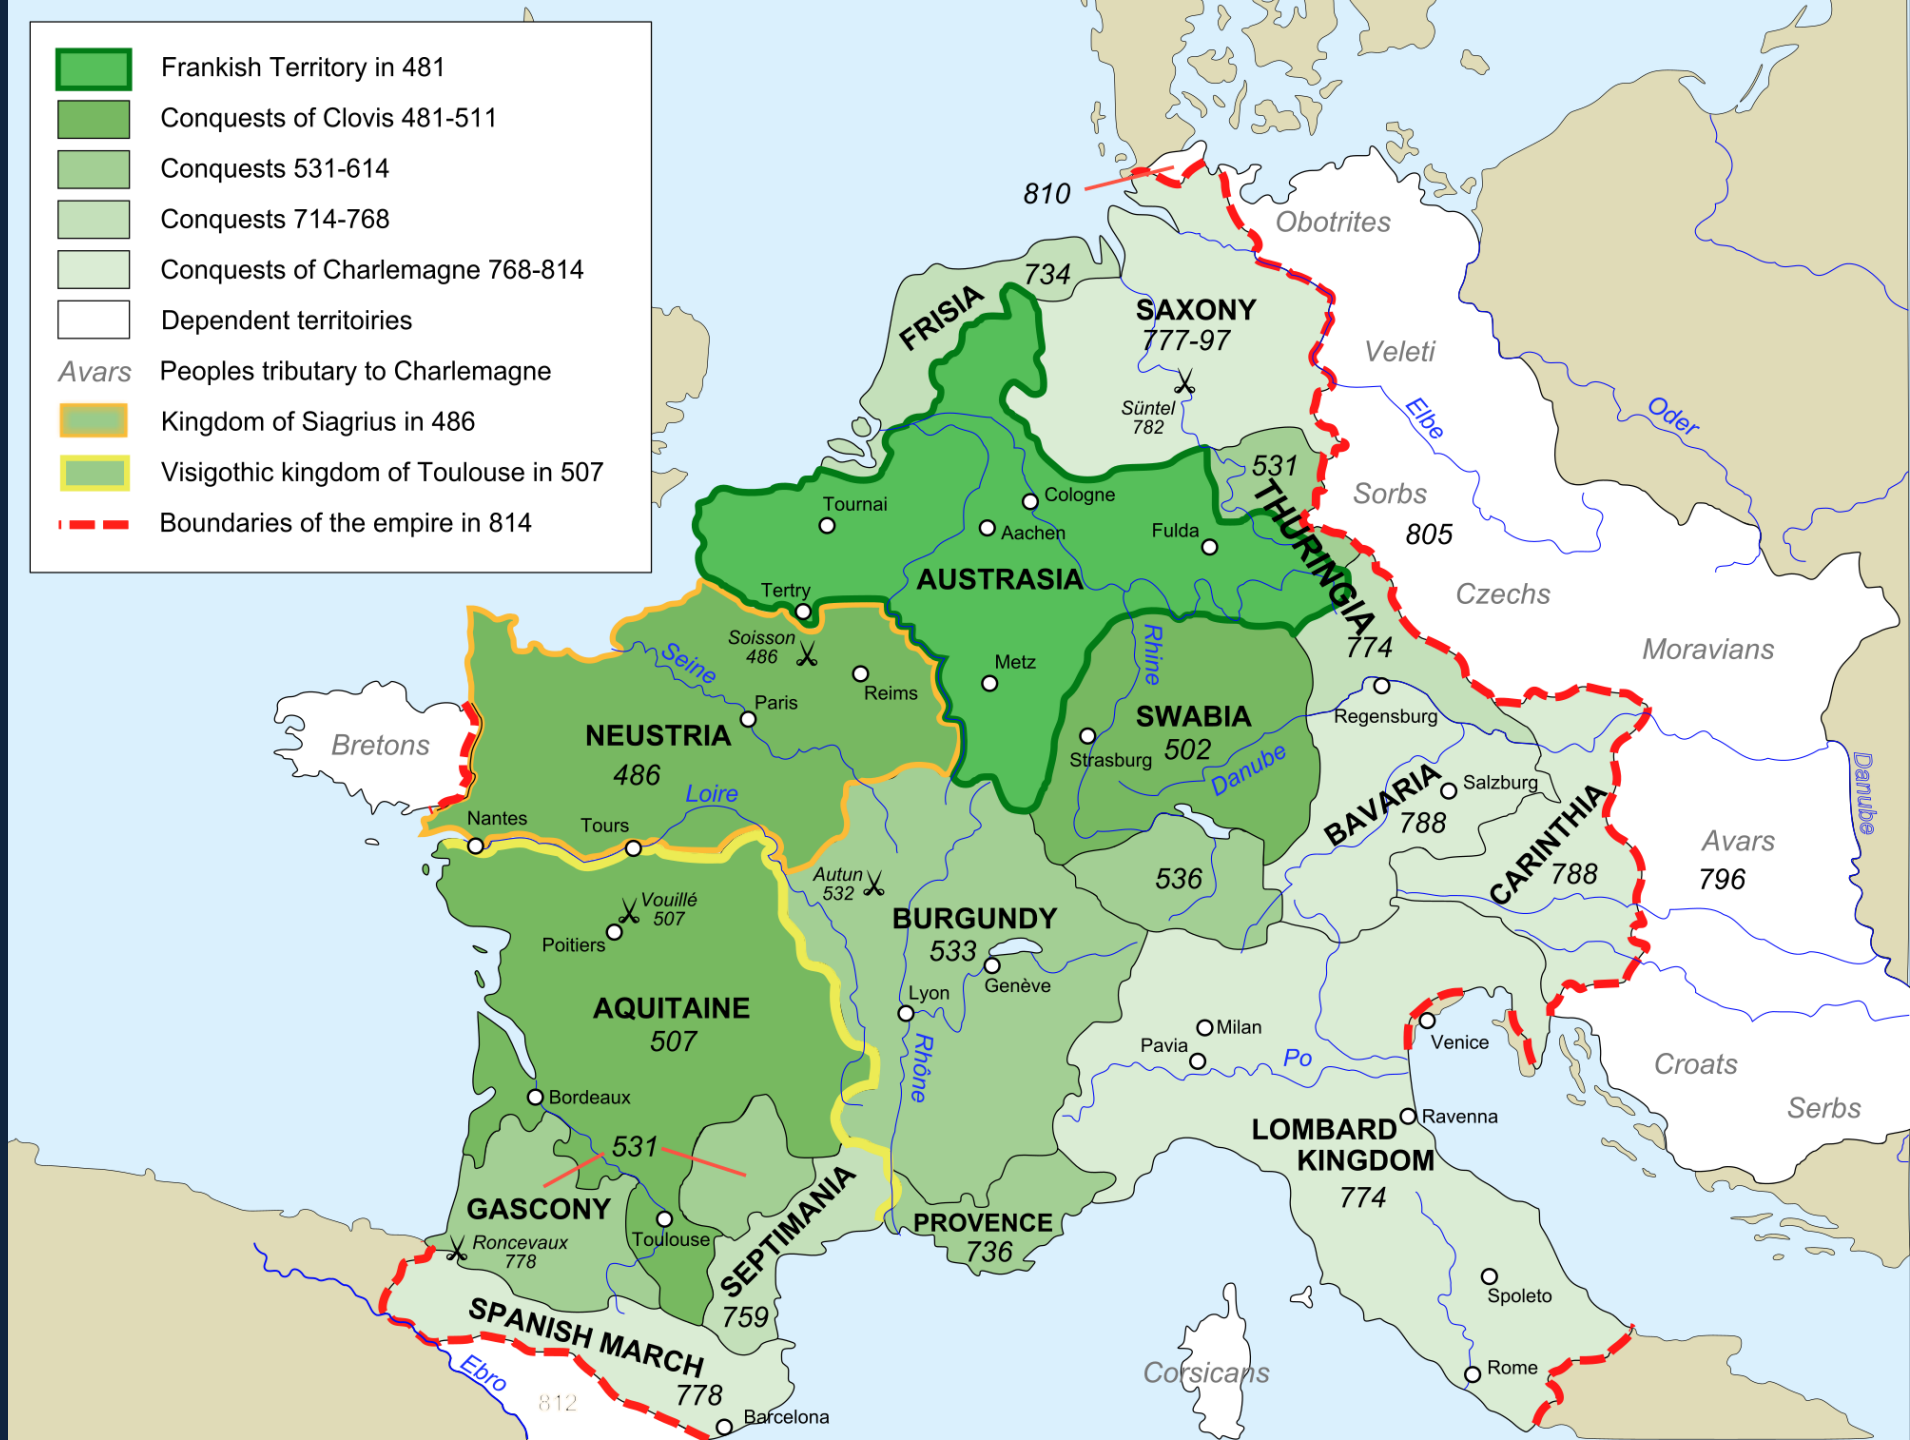 Frankish Territory in 481
Conquests of Clovis 481-511
Conquests 531-614
Conquests 714-768
Conquests of Charlemagne 768-814
Dependent territoiries
Avars Peoples tributary to Charlemagne
Kingdom of Siagrius in 486
Visigothic kingdom of Toulouse in 507
Boundaries of the empire in 814
810
Obotrites
734
FRISIA
SAXONY
777-97
Veleti
Süntel
782
Elbe
Oder
531
THURINGIA
Sorbs
805
Tournai
Cologne
Aachen
Fulda
AUSTRASIA
Czechs
Tertry
Soisson
486
Seine
Reims
Metz
Rhine
774
Moravians
Paris
Bretons
NEUSTRIA
486
SWABIA
502
Strasburg
Danube
Regensburg
Loire
Nantes
Tours
BAVARIA
788
Salzburg
CARINTHIA
788
Danube
Avars
796
Autun
532
536
Vouillé
507
Poitiers
BURGUNDY
533
Genève
Lyon
Rhône
AQUITAINE
507
Milan
Pavia
Po
Venice
Croats
Serbs
Bordeaux
531
Ravenna
LOMBARD
KINGDOM
774
GASCONY
Toulouse
Roncevaux
778
SEPTIMANIA
759
PROVENCE
736
SPANISH MARCH
778
Ebro
812
Barcelona
Corsicans
Spoleto
Rome